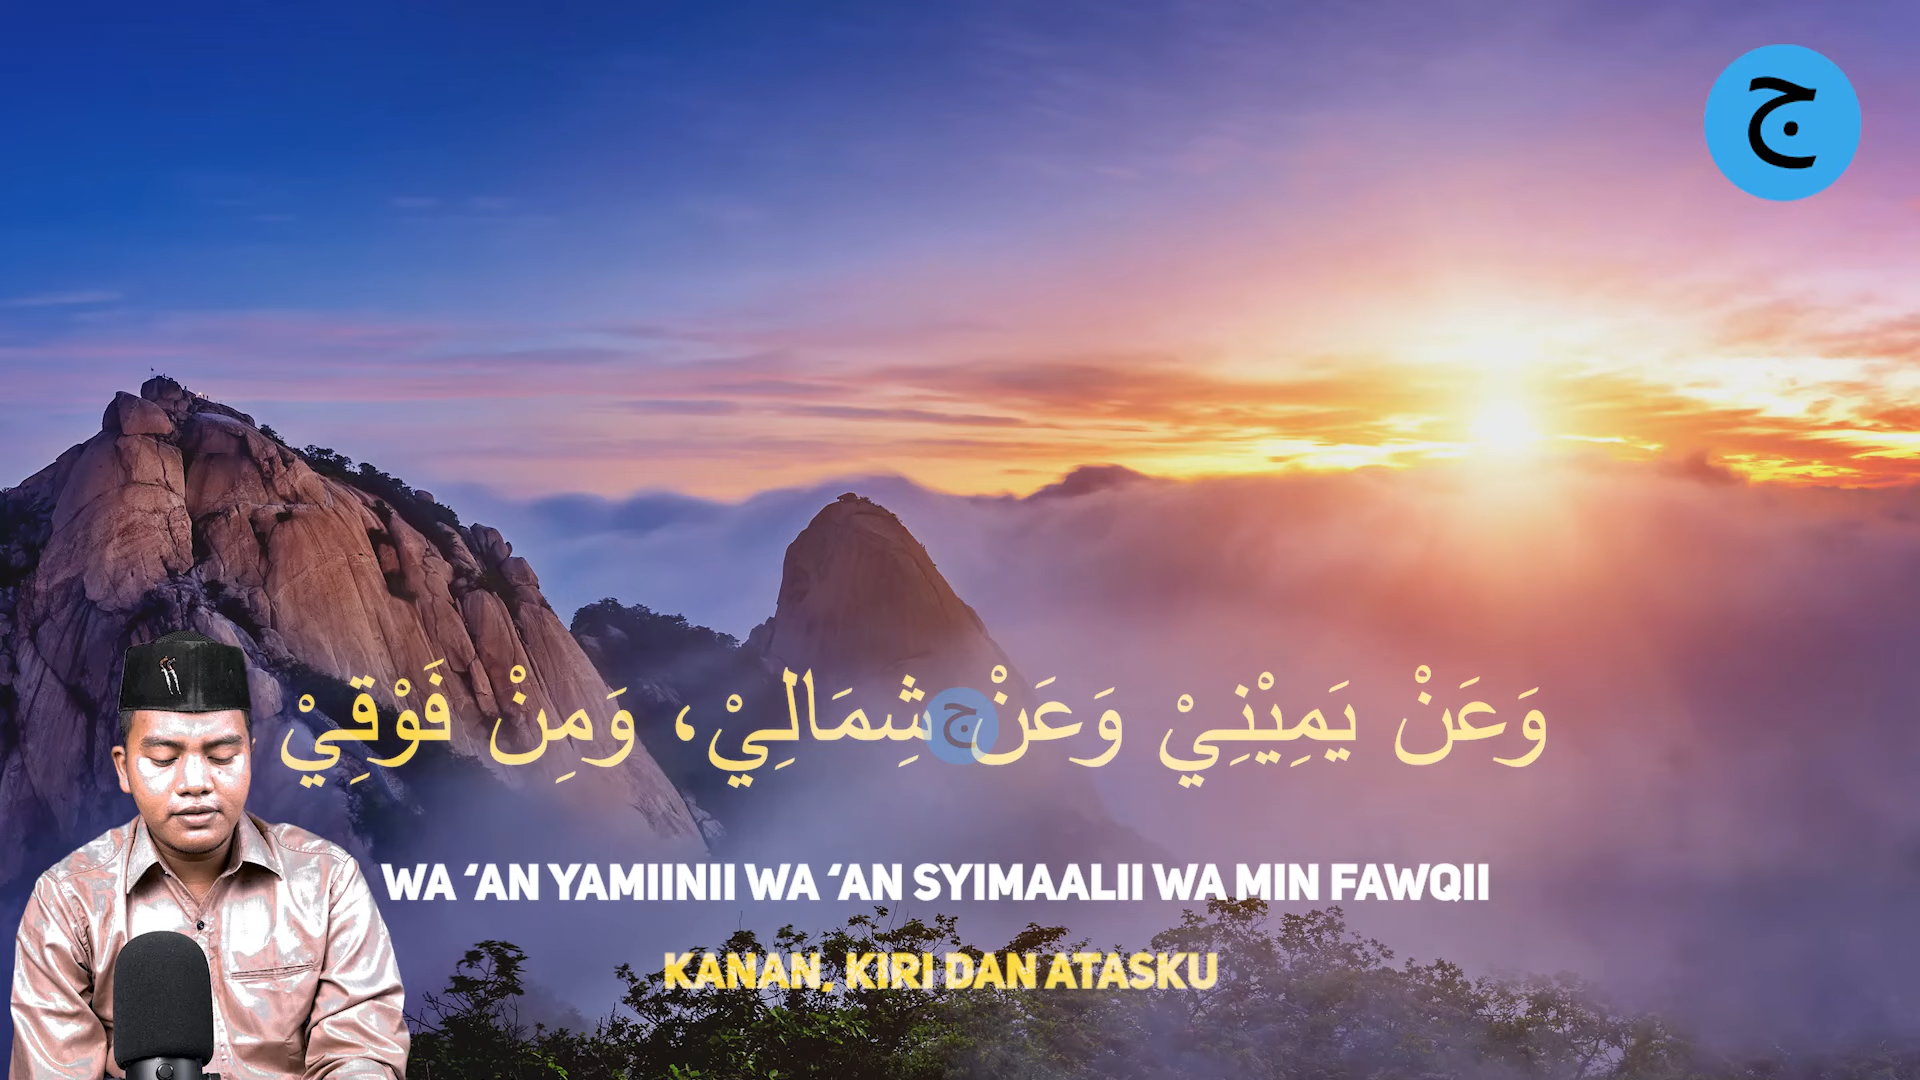 ج
وَعَنْ يَمِيْنِيْ وَعَنْ شِمَالِيْ، وَمِنْ فَوْقِيْ
ج
WA ‘AN YAMIINII WA ‘AN SYIMAALII WA MIN FAWQII
KANAN, KIRI DAN ATASKU